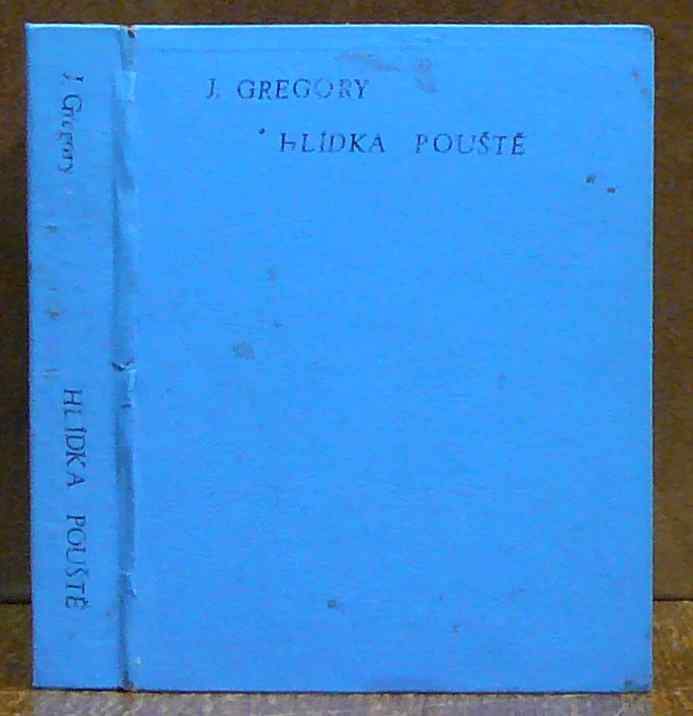 J. GREGORY
HLÍDKA POUŠTĚ
J. Gregory
HLÍDKA POUŠTĚ